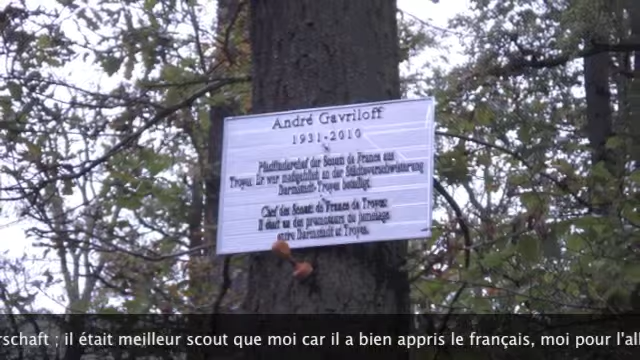 André Gavriloff
1931-2010
Pfadfinderchef der Scouts de France aus
Troyes. Er war maßgeblich an der Städteverschwisterung
Darmstadt-Troyes beteiligt.
Chef des Scouts de France de Troyes.
Il était un des promoteurs du jumelage
entre Darmstadt et Troyes.
rschaft ; il était meilleur scout que moi car il a bien appris le français, moi pour l'al